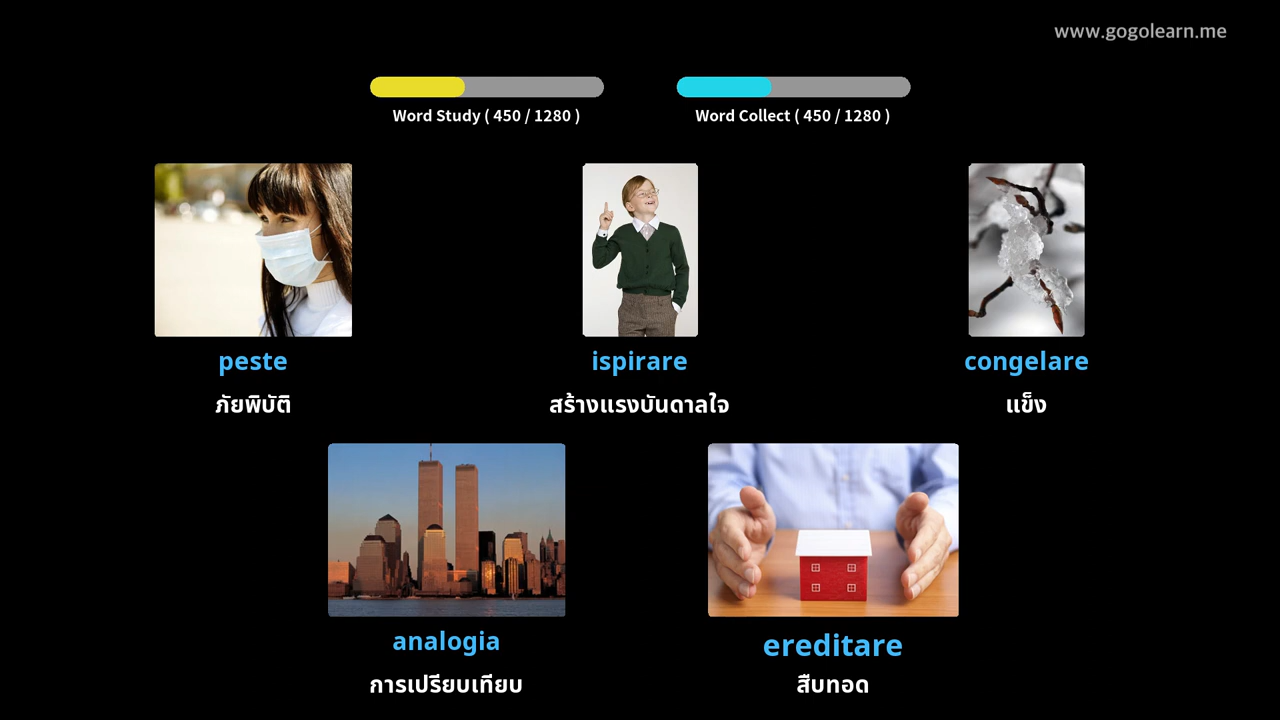 www.gogolearn.me
Word Study ( 450 / 1280 )
Word Collect ( 450 / 1280 )
peste
ispirare
congelare
ภัยพิบัติ
สร้างแรงบันดาลใจ
แข็ง
analogia
ereditare
การเปรียบเทียบ
สืบทอด